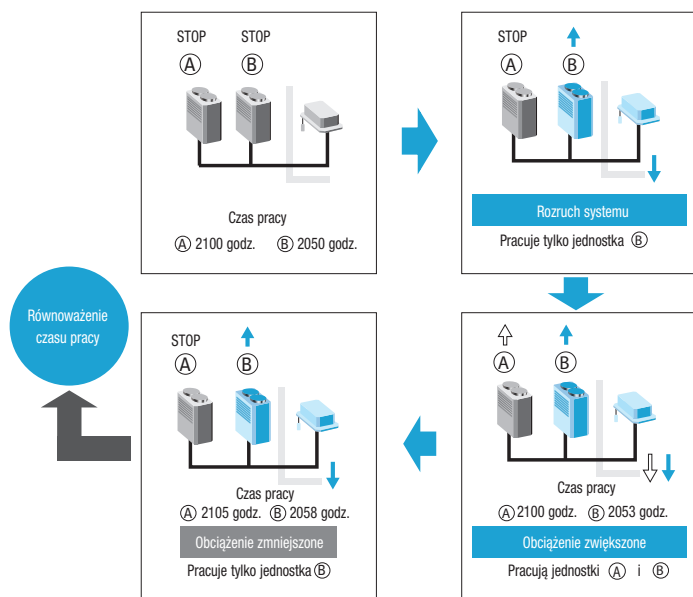 STOP STOP
Ⓐ Ⓑ
Czas pracy
Ⓐ 2100 godz. Ⓑ 2050 godz.
STOP
Ⓐ Ⓑ
Rozruch systemu
Pracuje tylko jednostka Ⓑ
Ⓐ Ⓑ
Czas pracy
Ⓐ 2100 godz. Ⓑ 2053 godz.
Obciążenie zwiększone
Pracują jednostki Ⓐ i Ⓑ
STOP
Ⓐ Ⓑ
Czas pracy
Ⓐ 2105 godz. Ⓑ 2058 godz.
Obciążenie zmniejszone
Pracuje tylko jednostka Ⓑ
Równoważenie
czasu pracy